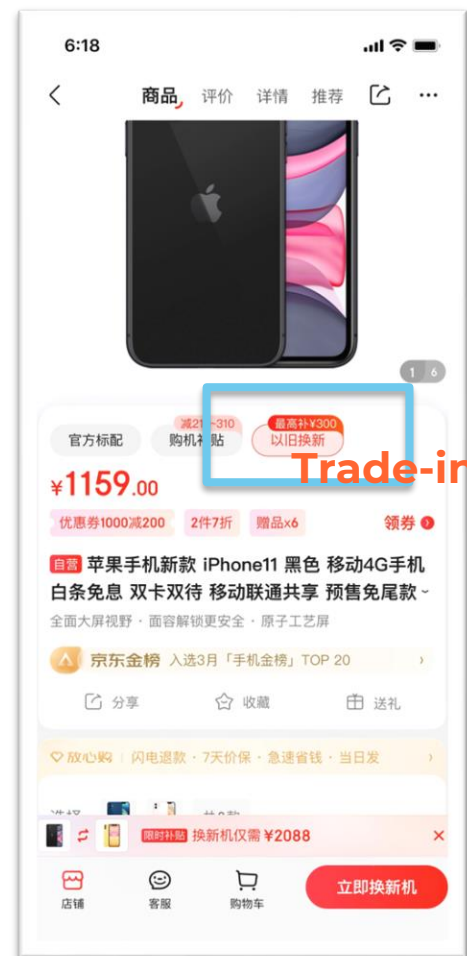 6:18
商品 评价 详情 推荐
1/6
减21 -310 最高补¥300
官方标配 购机 贴 以旧换新
Trade-in
¥1159.00
优惠券1000减200 2件7折 赠品x6 领券
自营 苹果手机新款 iPhone11 黑色 移动4G手机
白条免息 双卡双待 移动联通共享 预售免尾款
全面大屏视野 · 面容解锁更安全 · 原子工艺屏
京东金榜 入选3月「手机金榜」TOP 20
分享 收藏 送礼
放心购 闪电退款 · 7天价保 · 急速省钱 · 当日发
限时补贴 换新机仅需 ¥2088
店铺 客服 购物车 立即换新机